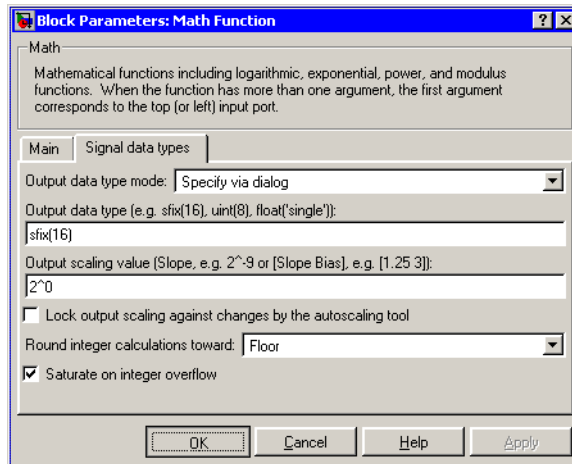 Block Parameters: Math Function
Math
Mathematical functions including logarithmic, exponential, power, and modulus
functions. When the function has more than one argument, the first argument
corresponds to the top (or left) input port.
Main Signal data types
Output data type mode: Specify via dialog
Output data type (e.g. sfix(16), uint(8), float('single')):
sfix(16)
Output scaling value (Slope, e.g. 2^-9 or [Slope Bias], e.g. [1.25 3]):
2^0
Lock output scaling against changes by the autoscaling tool
Round integer calculations toward: Floor
Saturate on integer overflow
OK Cancel Help Apply